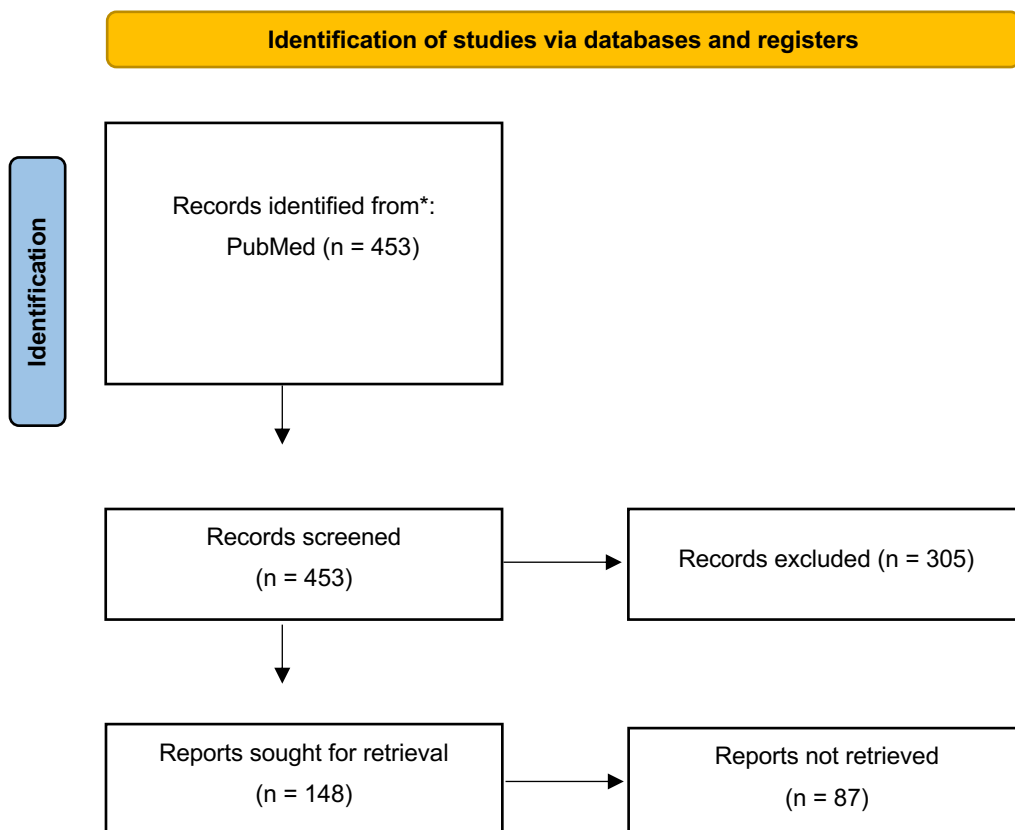 Identification of studies via databases and registers
Identification
Records identified from*:
PubMed (n = 453)
Records screened
(n = 453)
Records excluded (n = 305)
Reports sought for retrieval
(n = 148)
Reports not retrieved
(n = 87)